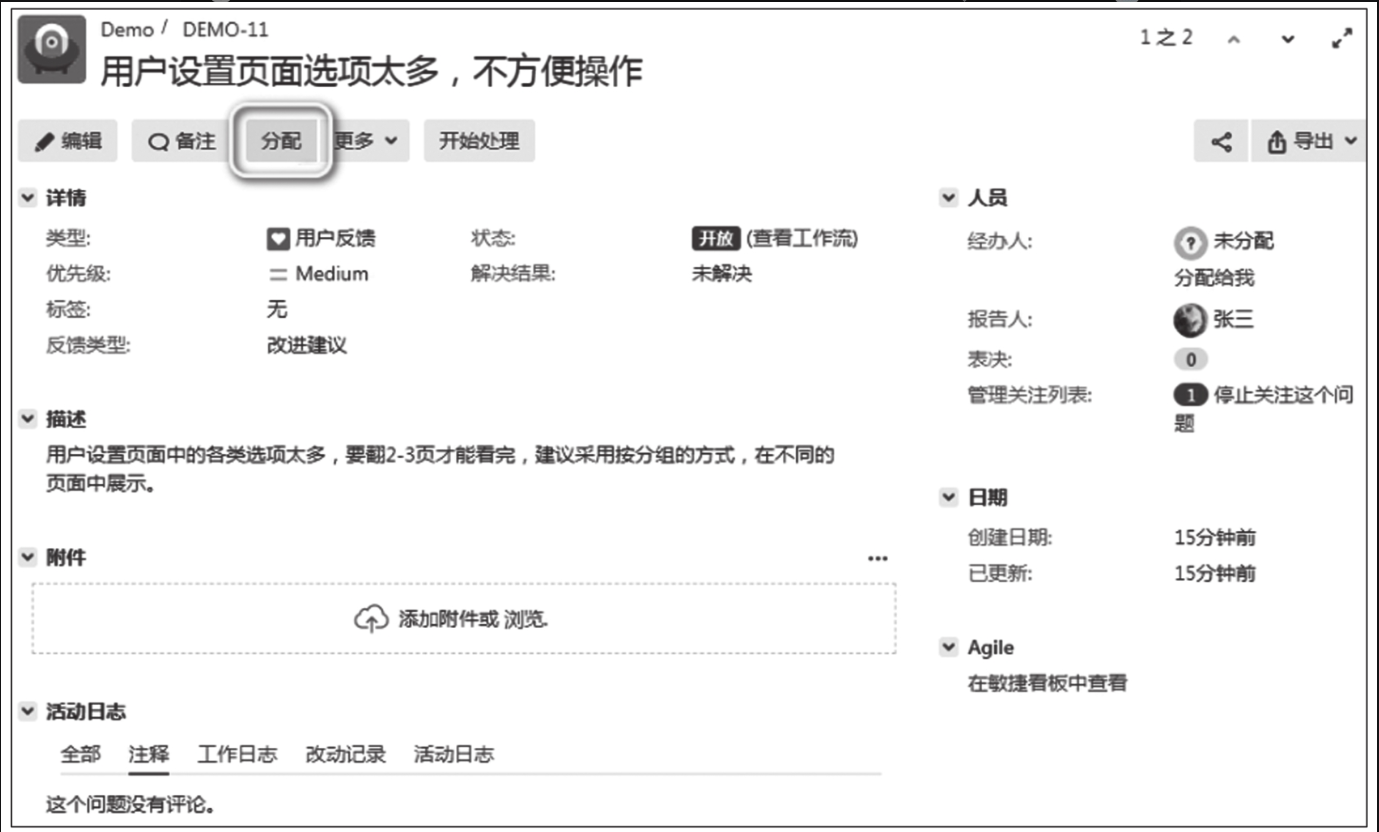 Demo / DEMO-11
1 之 2
用户设置页面选项太多，不方便操作
编辑 备注 分配 更多 开始处理 导出
详情
类型: 用户反馈 状态: 开放 (查看工作流)
优先级: Medium 解决结果: 未解决
标签: 无
反馈类型: 改进建议
描述
用户设置页面中的各类选项太多，要翻2-3页才能看完，建议采用按分组的方式，在不同的
页面中展示。
附件
添加附件或 浏览.
活动日志
全部 注释 工作日志 改动记录 活动日志
这个问题没有评论。
人员
经办人: ? 未分配
分配给我
报告人: 张三
表决: 0
管理关注列表: 1 停止关注这个问
题
日期
创建日期: 15分钟前
已更新: 15分钟前
Agile
在敏捷看板中查看